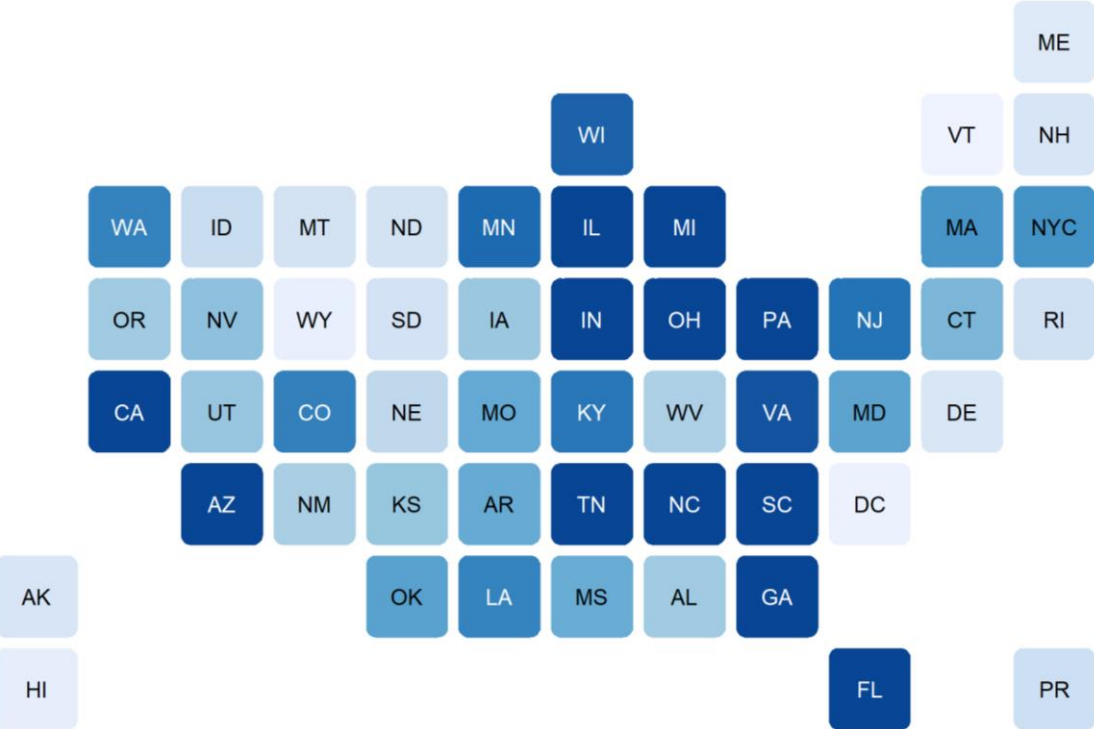 ME
WI VT NH
WA ID MT ND MN IL MI MA NYC
OR NV WY SD IA IN OH PA NJ CT RI
CA UT CO NE MO KY WV VA MD DE
AZ NM KS AR TN NC SC DC
AK OK LA MS AL GA
HI FL PR